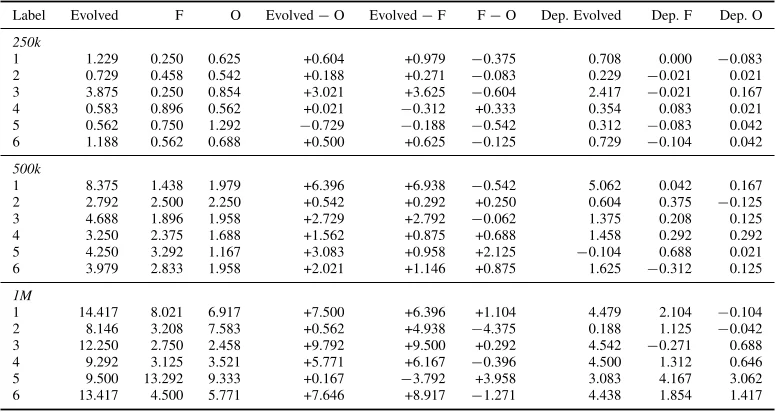 Label Evolved F O Evolved − O Evolved − F F − O Dep. Evolved Dep. F Dep. O
250k
1 1.229 0.250 0.625 +0.604 +0.979 −0.375 0.708 0.000 −0.083
2 0.729 0.458 0.542 +0.188 +0.271 −0.083 0.229 −0.021 0.021
3 3.875 0.250 0.854 +3.021 +3.625 −0.604 2.417 −0.021 0.167
4 0.583 0.896 0.562 +0.021 −0.312 +0.333 0.354 0.083 0.021
5 0.562 0.750 1.292 −0.729 −0.188 −0.542 0.312 −0.083 0.042
6 1.188 0.562 0.688 +0.500 +0.625 −0.125 0.729 −0.104 0.042
500k
1 8.375 1.438 1.979 +6.396 +6.938 −0.542 5.062 0.042 0.167
2 2.792 2.500 2.250 +0.542 +0.292 +0.250 0.604 0.375 −0.125
3 4.688 1.896 1.958 +2.729 +2.792 −0.062 1.375 0.208 0.125
4 3.250 2.375 1.688 +1.562 +0.875 +0.688 1.458 0.292 0.292
5 4.250 3.292 1.167 +3.083 +0.958 +2.125 −0.104 0.688 0.021
6 3.979 2.833 1.958 +2.021 +1.146 +0.875 1.625 −0.312 0.125
1M
1 14.417 8.021 6.917 +7.500 +6.396 +1.104 4.479 2.104 −0.104
2 8.146 3.208 7.583 +0.562 +4.938 −4.375 0.188 1.125 −0.042
3 12.250 2.750 2.458 +9.792 +9.500 +0.292 4.542 −0.271 0.688
4 9.292 3.125 3.521 +5.771 +6.167 −0.396 4.500 1.312 0.646
5 9.500 13.292 9.333 +0.167 −3.792 +3.958 3.083 4.167 3.062
6 13.417 4.500 5.771 +7.646 +8.917 −1.271 4.438 1.854 1.417